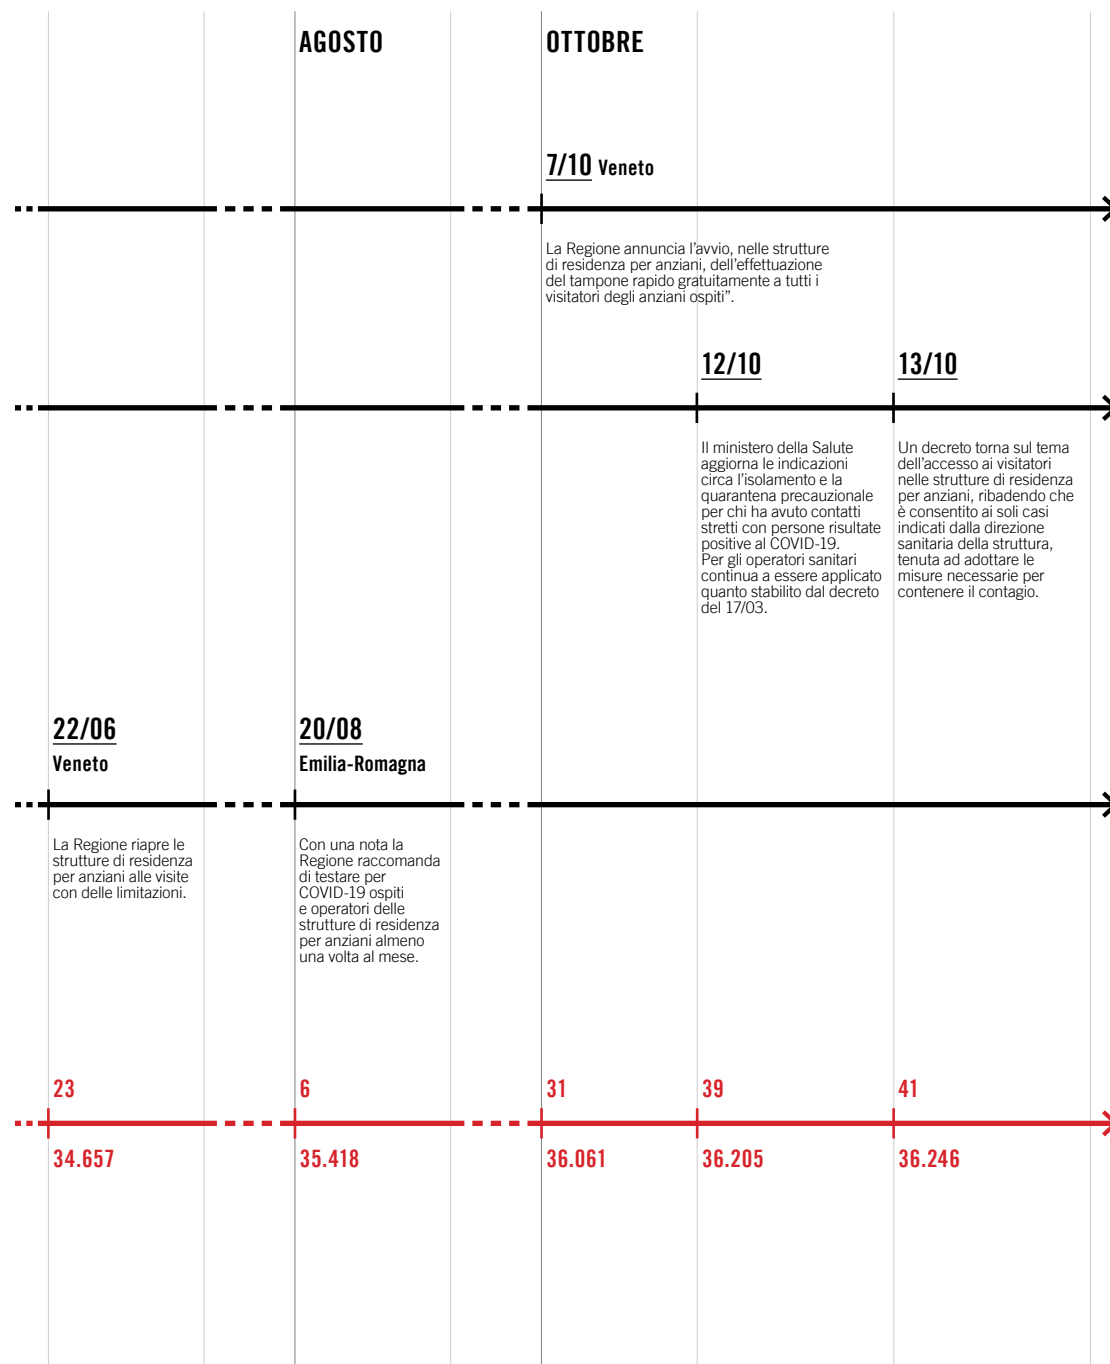 AGOSTO
OTTOBRE
7/10 Veneto
La Regione annuncia l'avvio, nelle strutture
di residenza per anziani, dell'effettuazione
del tampone rapido gratuitamente a tutti i
visitatori degli anziani ospiti”.
12/10
Il ministero della Salute
aggiorna le indicazioni
circa l'isolamento e la
quarantena precauzionale
per chi ha avuto contatti
stretti con persone risultate
positive al COVID-19.
Per gli operatori sanitari
continua a essere applicato
quanto stabilito dal decreto
del 17/03.
13/10
Un decreto torna sul tema
dell'accesso ai visitatori
nelle strutture di residenza
per anziani, ribadendo che
è consentito ai soli casi
indicati dalla direzione
sanitaria della struttura,
tenuta ad adottare le
misure necessarie per
contenere il contagio.
22/06
Veneto
La Regione riapre le
strutture di residenza
per anziani alle visite
con delle limitazioni.
20/08
Emilia-Romagna
Con una nota la
Regione raccomanda
di testare per
COVID-19 ospiti
e operatori delle
strutture di residenza
per anziani almeno
una volta al mese.
23
6
31
39
41
34.657
35.418
36.061
36.205
36.246